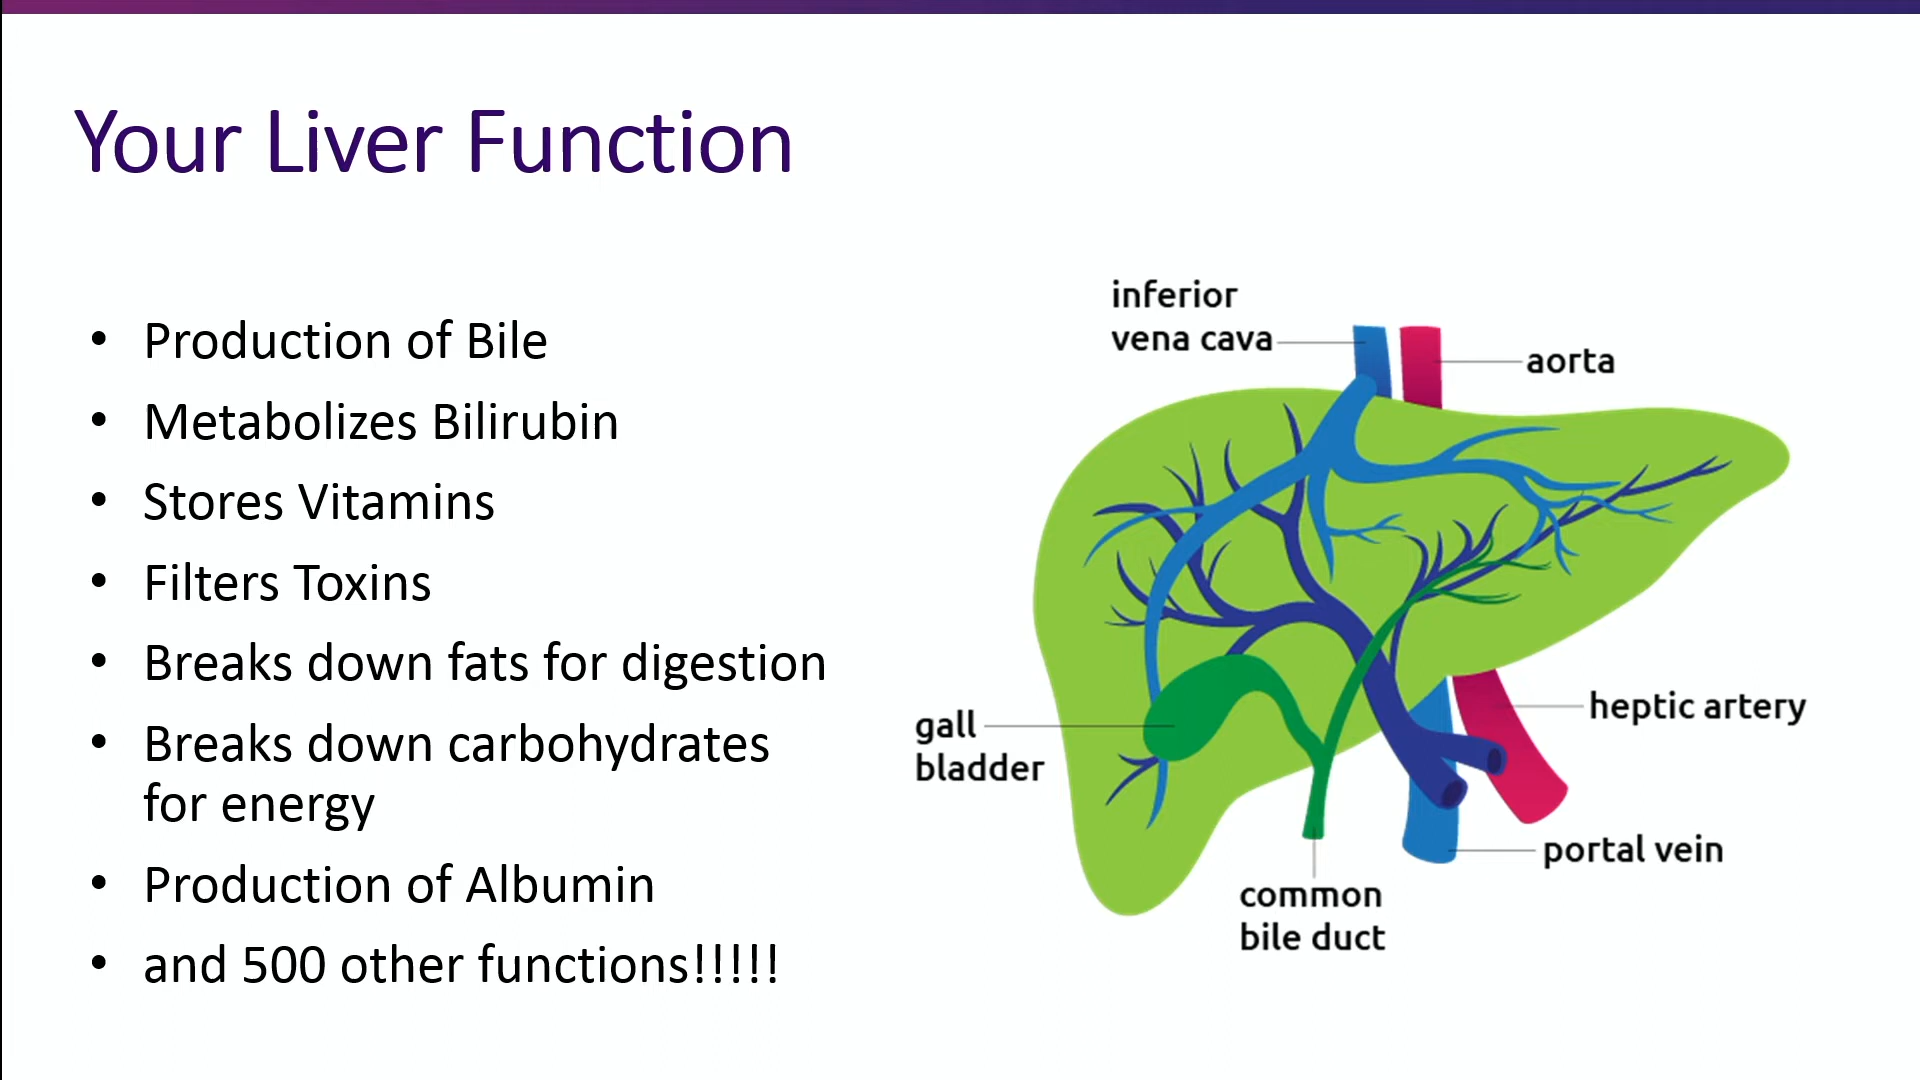 Your Liver Function
• Production of Bile
• Metabolizes Bilirubin
• Stores Vitamins
• Filters Toxins
• Breaks down fats for digestion
• Breaks down carbohydrates
for energy
• Production of Albumin
• and 500 other functions!!!!!
inferior
vena cava
aorta
gall
bladder
heptic artery
portal vein
common
bile duct